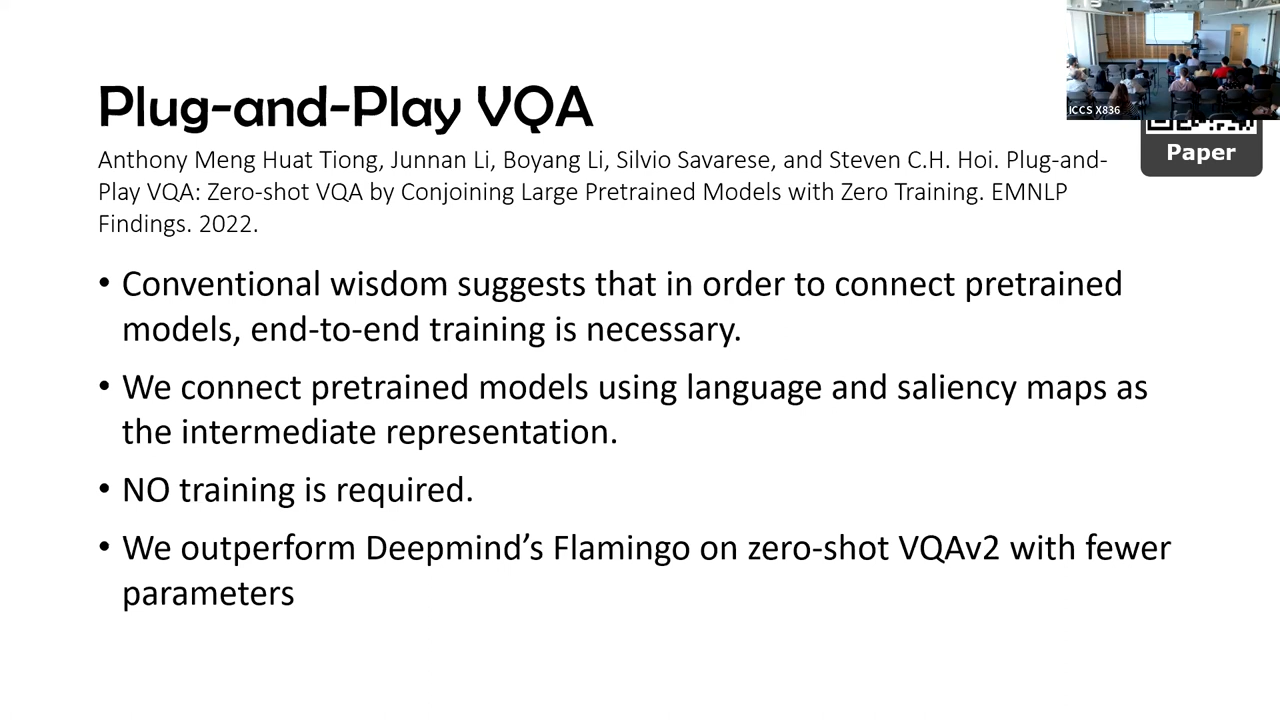 ICCS X836
Paper
Plug-and-Play VQA
Anthony Meng Huat Tiong, Junnan Li, Boyang Li, Silvio Savarese, and Steven C.H. Hoi. Plug-and-
Play VQA: Zero-shot VQA by Conjoining Large Pretrained Models with Zero Training. EMNLP
Findings. 2022.
• Conventional wisdom suggests that in order to connect pretrained
models, end-to-end training is necessary.
• We connect pretrained models using language and saliency maps as
the intermediate representation.
• NO training is required.
• We outperform Deepmind’s Flamingo on zero-shot VQAv2 with fewer
parameters